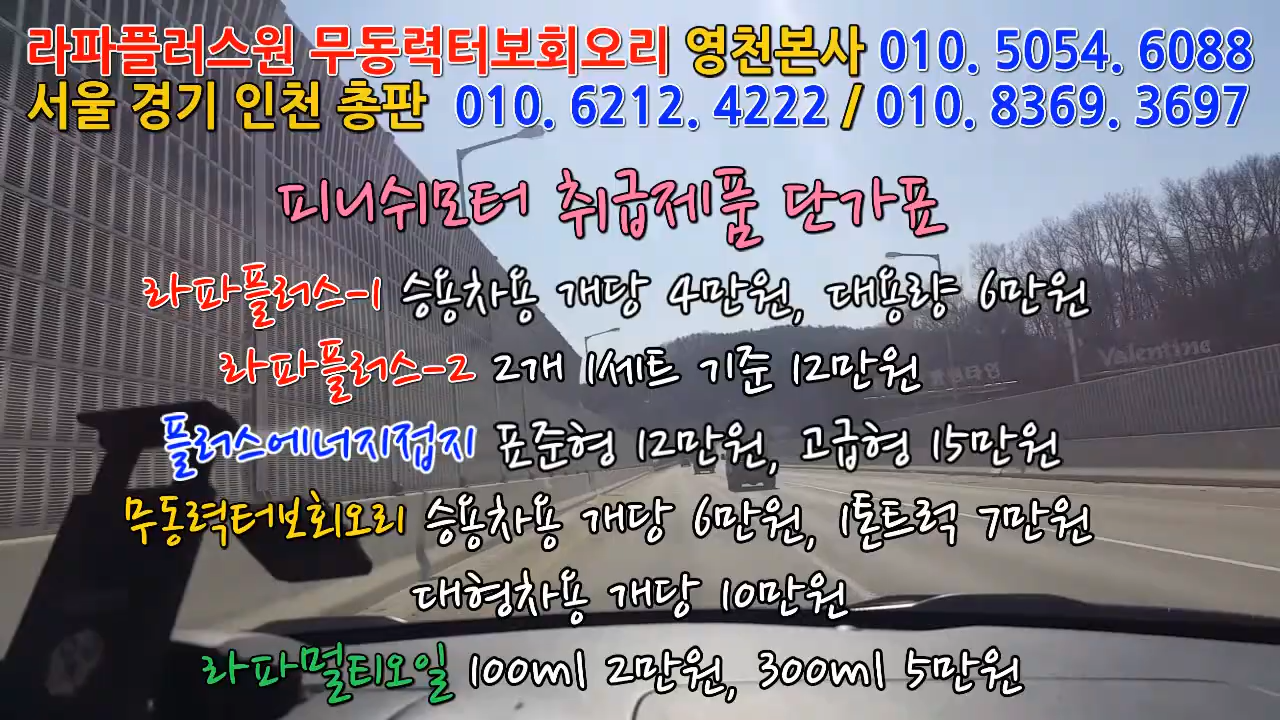 라파플러스원 무동력터보회오리 영천본사 010. 5054. 6088
서울 경기 인천 총판 010. 6212. 4222 / 010. 8369. 3697
피니쉬모터 취급제품 단가표
라파플러스-1 승용차용 개당 4만원, 대용량 6만원
Valentine
라파플러스-2 2개 1세트 기준 12만원
플러스에너지접지 표준형 12만원, 고급형 15만원
무동력터보회오리 승용차용 개당 6만원, 1톤트럭 7만원
대형차용 개당 10만원
라파멀티오일 100ml 2만원, 300ml 5만원